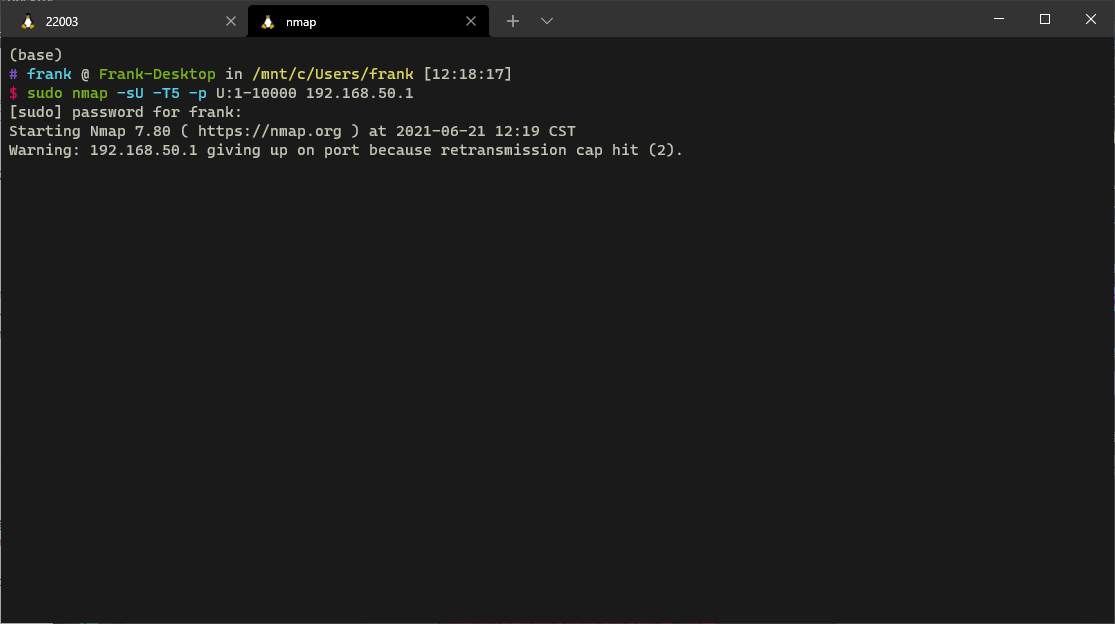 22003
nmap
(base)
# frank @ Frank-Desktop in /mnt/c/Users/frank [12:18:17]
$ sudo nmap -sU -T5 -p U:1-10000 192.168.50.1
[sudo] password for frank:
Starting Nmap 7.80 ( https://nmap.org ) at 2021-06-21 12:19 CST
Warning: 192.168.50.1 giving up on port because retransmission cap hit (2).